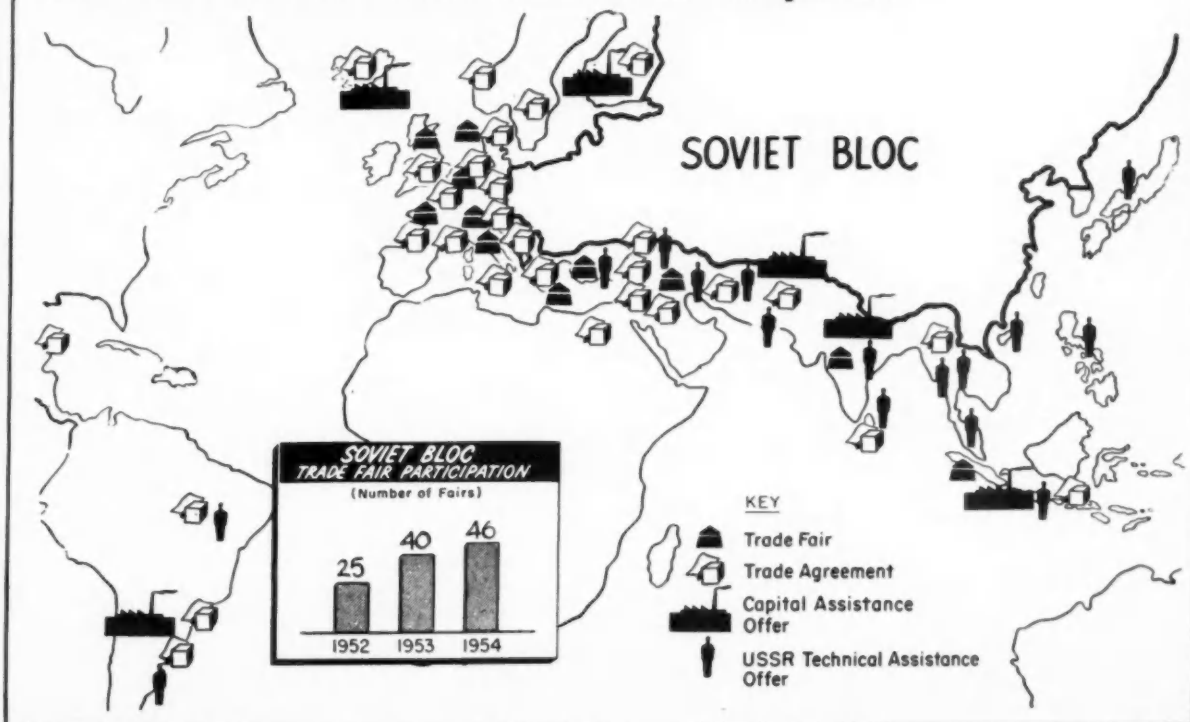 SOVIET BLOC
SOVIET BLOC
TRADE FAIR PARTICIPATION
(Number of Fairs)
25
40
46
1952
1953
1954
KEY
Trade Fair
Trade Agreement
Capital Assistance
Offer
USSR Technical Assistance
Offer